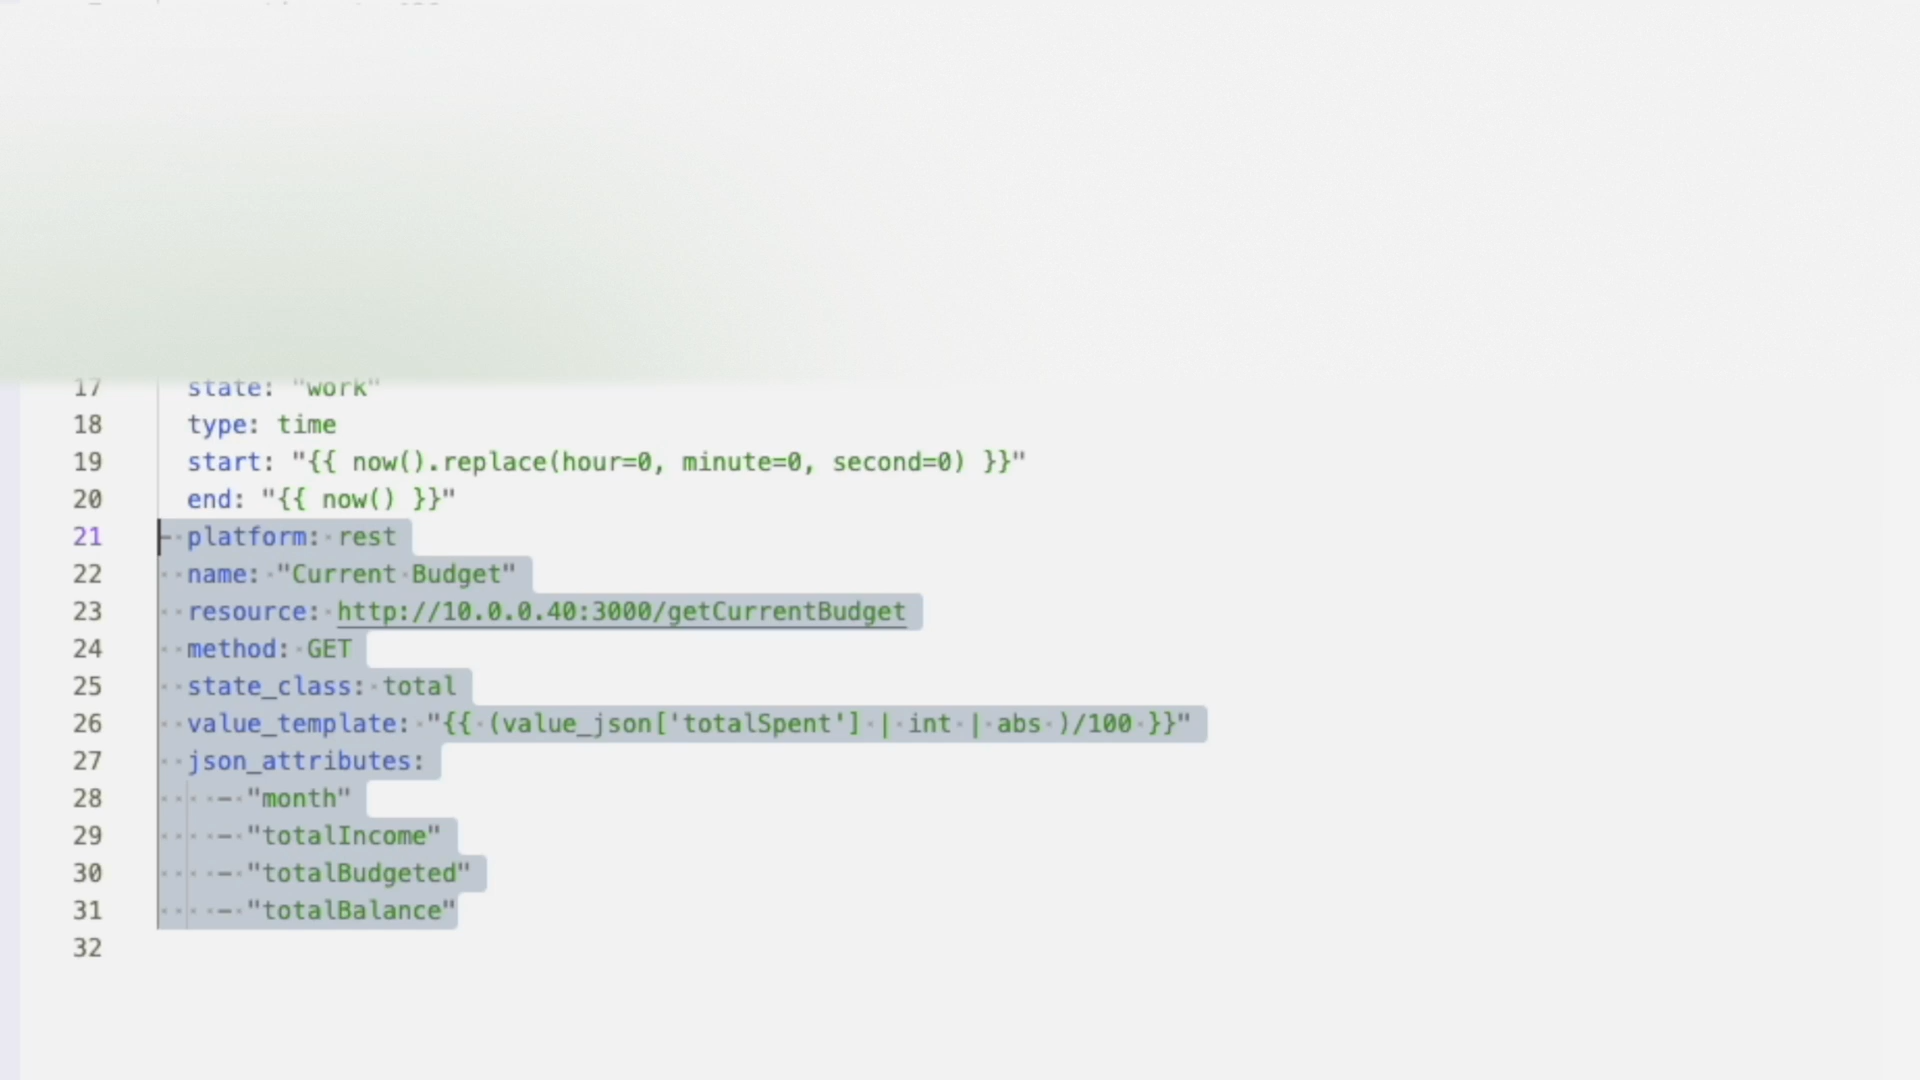 17 state: "work"
18 type: time
19 start: "{{ now().replace(hour=0, minute=0, second=0) }}"
20 end: "{{ now() }}"
21 - platform: rest
22 name: "Current Budget"
23 resource: http://10.0.0.40:3000/getCurrentBudget
24 method: GET
25 state_class: total
26 value_template: "{{ (value_json['totalSpent'] | int | abs )/100 }}"
27 json_attributes:
28 - "month"
29 - "totalIncome"
30 - "totalBudgeted"
31 - "totalBalance"
32